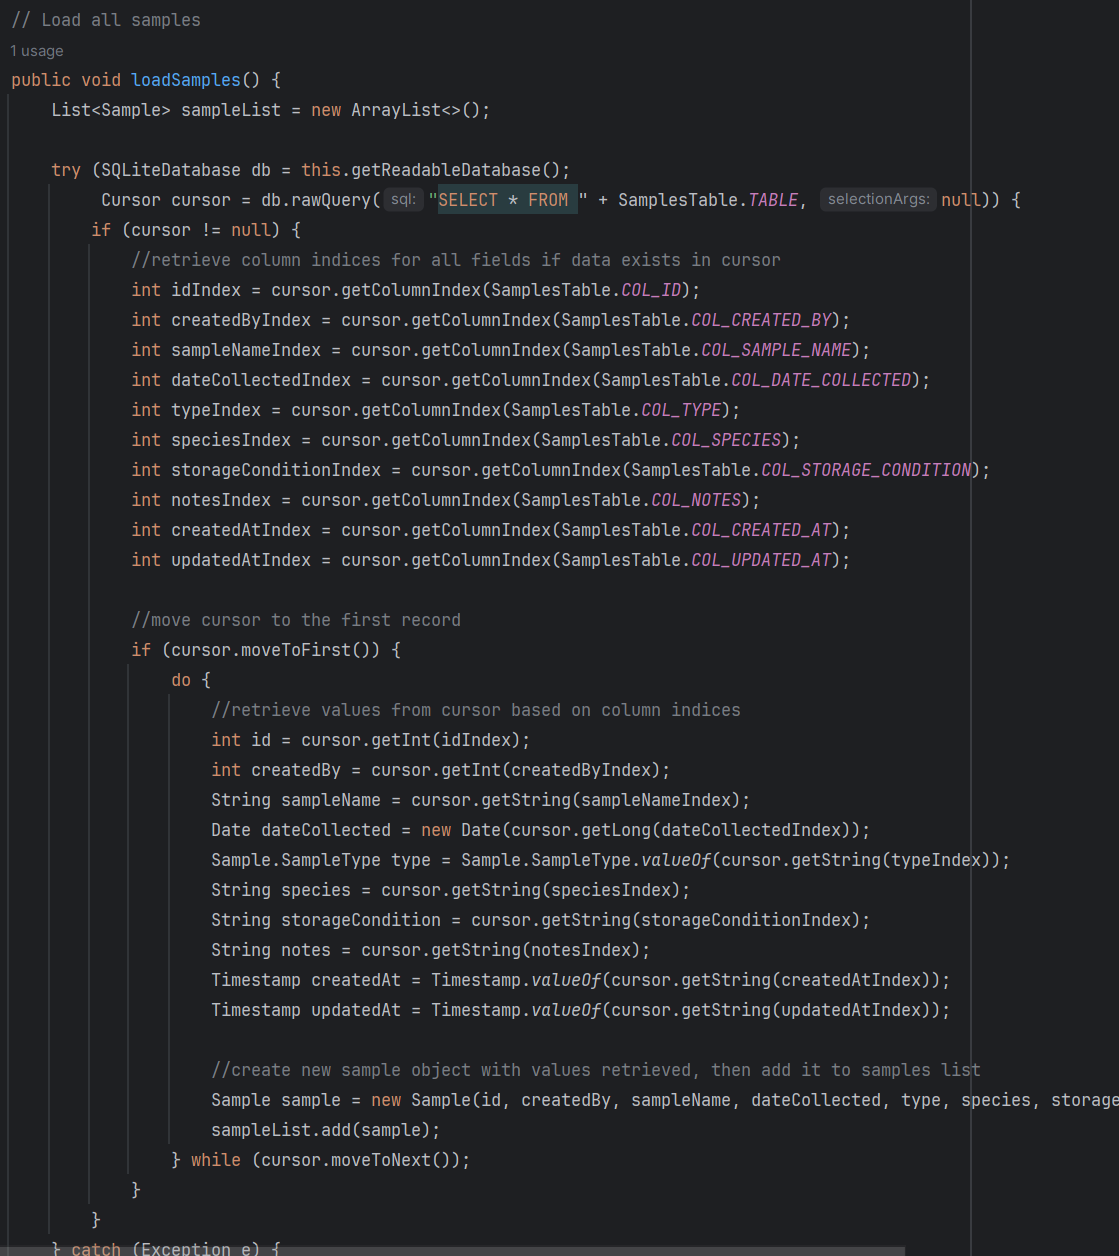 // Load all samples
1 usage
public void loadSamples() {
List<Sample> sampleList = new ArrayList<>();
try (SQLiteDatabase db = this.getReadableDatabase();
Cursor cursor = db.rawQuery( sql: "SELECT * FROM " + SamplesTable.TABLE, selectionArgs: null)) {
if (cursor != null) {
//retrieve column indices for all fields if data exists in cursor
int idIndex = cursor.getColumnIndex(SamplesTable.COL_ID);
int createdByIndex = cursor.getColumnIndex(SamplesTable.COL_CREATED_BY);
int sampleNameIndex = cursor.getColumnIndex(SamplesTable.COL_SAMPLE_NAME);
int dateCollectedIndex = cursor.getColumnIndex(SamplesTable.COL_DATE_COLLECTED);
int typeIndex = cursor.getColumnIndex(SamplesTable.COL_TYPE);
int speciesIndex = cursor.getColumnIndex(SamplesTable.COL_SPECIES);
int storageConditionIndex = cursor.getColumnIndex(SamplesTable.COL_STORAGE_CONDITION);
int notesIndex = cursor.getColumnIndex(SamplesTable.COL_NOTES);
int createdAtIndex = cursor.getColumnIndex(SamplesTable.COL_CREATED_AT);
int updatedAtIndex = cursor.getColumnIndex(SamplesTable.COL_UPDATED_AT);
//move cursor to the first record
if (cursor.moveToFirst()) {
do {
//retrieve values from cursor based on column indices
int id = cursor.getInt(idIndex);
int createdBy = cursor.getInt(createdByIndex);
String sampleName = cursor.getString(sampleNameIndex);
Date dateCollected = new Date(cursor.getLong(dateCollectedIndex));
Sample.SampleType type = Sample.SampleType.valueOf(cursor.getString(typeIndex));
String species = cursor.getString(speciesIndex);
String storageCondition = cursor.getString(storageConditionIndex);
String notes = cursor.getString(notesIndex);
Timestamp createdAt = Timestamp.valueOf(cursor.getString(createdAtIndex));
Timestamp updatedAt = Timestamp.valueOf(cursor.getString(updatedAtIndex));
//create new sample object with values retrieved, then add it to samples list
Sample sample = new Sample(id, createdBy, sampleName, dateCollected, type, species, storage
sampleList.add(sample);
} while (cursor.moveToNext());
}
}
} catch (Exception e) {